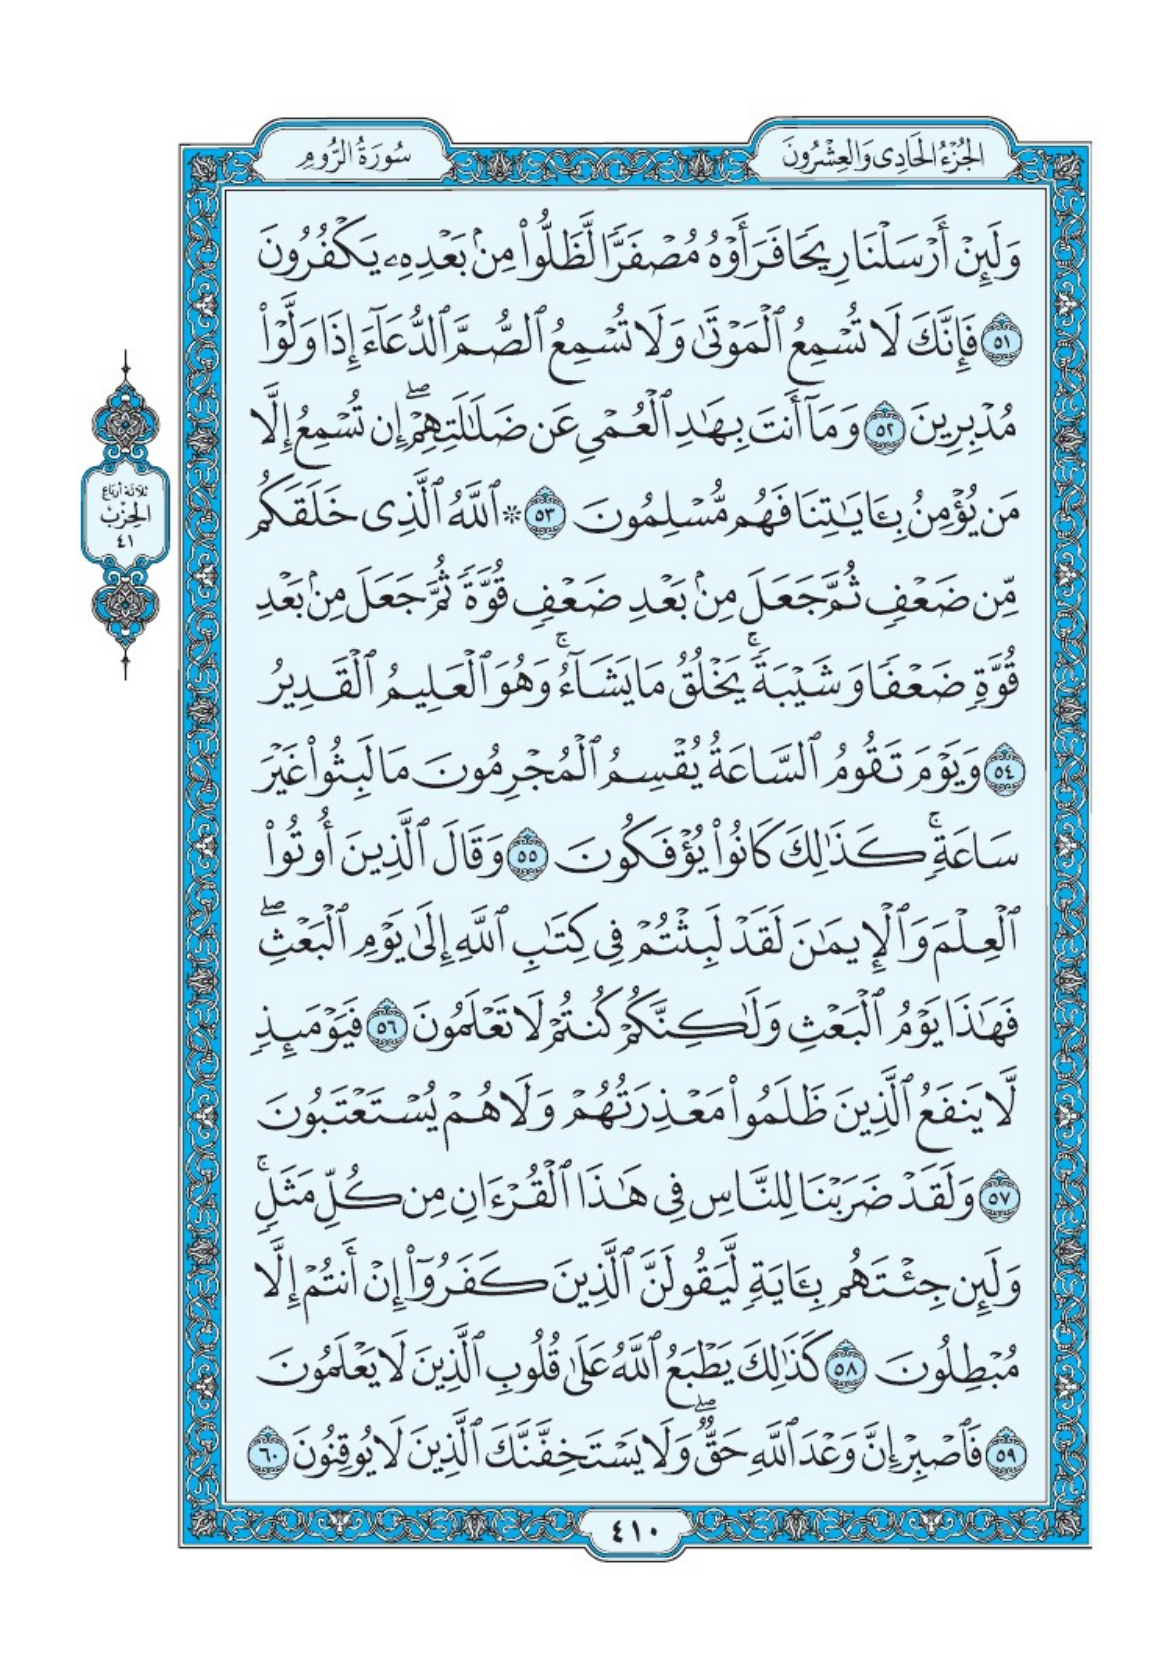 الجُزْءُ الحَادِى وَالعِشْرُونَ
سُورَةُ الرُّومِ
وَلَئِنْ أَرْسَلْنَا رِيحًا فَرَأَوْهُ مُصْفَرًّا لَّظَلُّواْ مِنۢ بَعْدِهِۦ يَكْفُرُونَ
٥١ فَإِنَّكَ لَا تُسْمِعُ ٱلْمَوْتَىٰ وَلَا تُسْمِعُ ٱلصُّمَّ ٱلدُّعَآءَ إِذَا وَلَّوْاْ
مُدْبِرِينَ ٥٢ وَمَآ أَنتَ بِهَـٰدِ ٱلْعُمْىِ عَن ضَلَـٰلَتِهِمْۖ إِن تُسْمِعُ إِلَّا
مَن يُؤْمِنُ بِـَٔايَـٰتِنَا فَهُم مُّسْلِمُونَ ٥٣ * ٱللَّهُ ٱلَّذِى خَلَقَكُم
مِّن ضَعْفٍ ثُمَّ جَعَلَ مِنۢ بَعْدِ ضَعْفٍ قُوَّةً ثُمَّ جَعَلَ مِنۢ بَعْدِ
قُوَّةٍ ضَعْفًا وَشَيْبَةًۚ يَخْلُقُ مَا يَشَآءُۚ وَهُوَ ٱلْعَلِيمُ ٱلْقَدِيرُ
٥٤ وَيَوْمَ تَقُومُ ٱلسَّاعَةُ يُقْسِمُ ٱلْمُجْرِمُونَ مَا لَبِثُواْ غَيْرَ
سَاعَةٍۚ كَذَٰلِكَ كَانُواْ يُؤْفَكُونَ ٥٥ وَقَالَ ٱلَّذِينَ أُوتُواْ
ٱلْعِلْمَ وَٱلْإِيمَـٰنَ لَقَدْ لَبِثْتُمْ فِى كِتَـٰبِ ٱللَّهِ إِلَىٰ يَوْمِ ٱلْبَعْثِۖ
فَهَـٰذَا يَوْمُ ٱلْبَعْثِ وَلَـٰكِنَّكُمْ كُنتُمْ لَا تَعْلَمُونَ ٥٦ فَيَوْمَئِذٍ
لَّا يَنفَعُ ٱلَّذِينَ ظَلَمُواْ مَعْذِرَتُهُمْ وَلَا هُمْ يُسْتَعْتَبُونَ
٥٧ وَلَقَدْ ضَرَبْنَا لِلنَّاسِ فِى هَـٰذَا ٱلْقُرْءَانِ مِن كُلِّ مَثَلٍۚ
وَلَئِن جِئْتَهُم بِـَٔايَةٍ لَّيَقُولَنَّ ٱلَّذِينَ كَفَرُوٓاْ إِنْ أَنتُمْ إِلَّا
مُبْطِلُونَ ٥٨ كَذَٰلِكَ يَطْبَعُ ٱللَّهُ عَلَىٰ قُلُوبِ ٱلَّذِينَ لَا يَعْلَمُونَ
٥٩ فَٱصْبِرْ إِنَّ وَعْدَ ٱللَّهِ حَقٌّۖ وَلَا يَسْتَخِفَّنَّكَ ٱلَّذِينَ لَا يُوقِنُونَ ٦٠
ثلاثة أرباع
الحِزْب
٤١
٤١٠